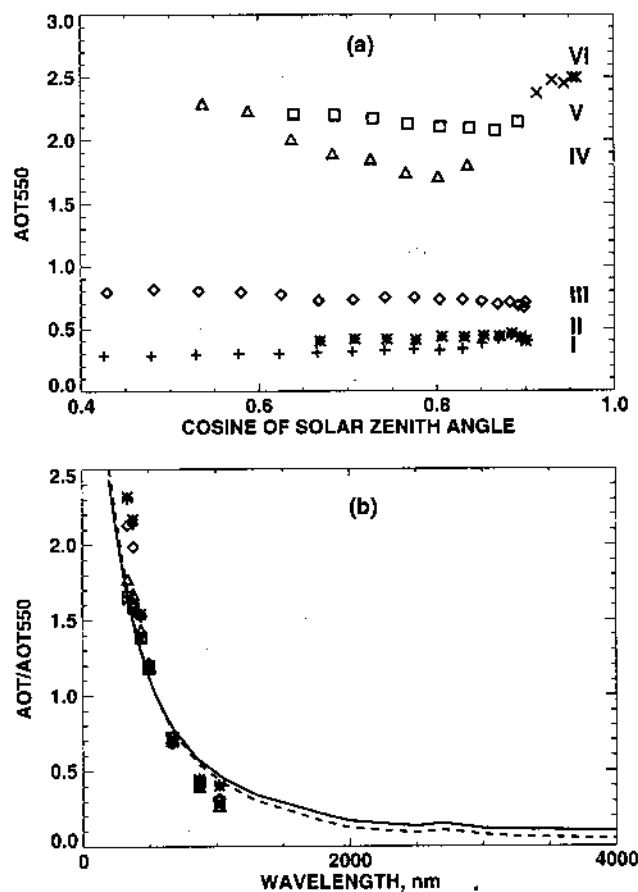 (a)
3.0
2.5
2.0
1.5
1.0
0.5
0.0
AOT550
VI
V
IV
III
II
I
0.4
0.6
0.8
1.0
COSINE OF SOLAR ZENITH ANGLE
(b)
2.5
2.0
1.5
1.0
0.5
0.0
AOT/AOT550
0
2000
4000
WAVELENGTH, nm